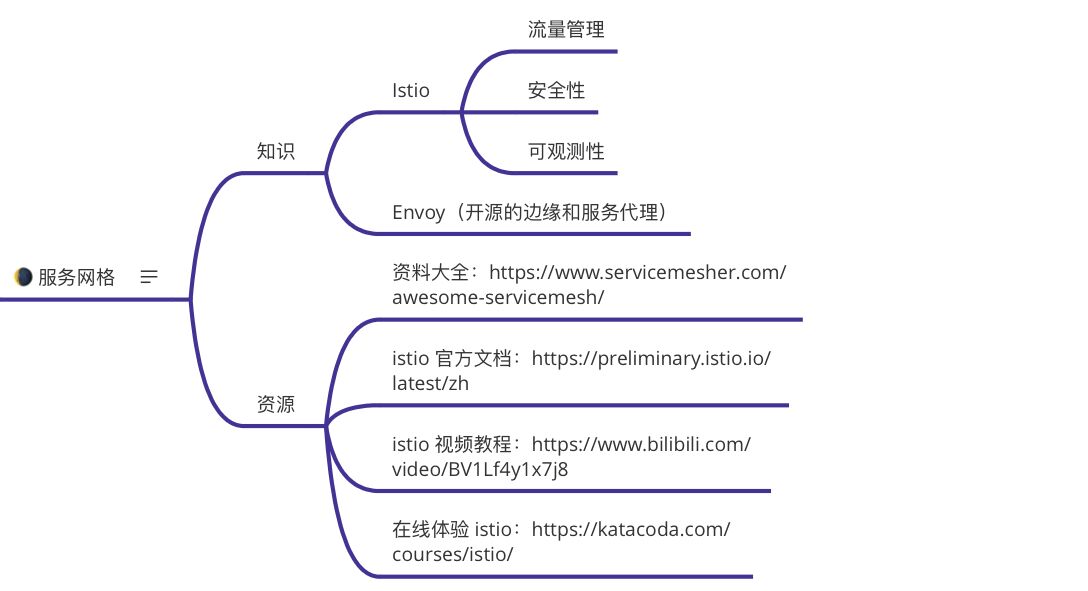 流量管理
Istio
安全性
知识
可观测性
Envoy（开源的边缘和服务代理）
服务网格
资料大全：https://www.servicemesher.com/
awesome-servicemesh/
istio 官方文档：https://preliminary.istio.io/
latest/zh
资源
istio 视频教程：https://www.bilibili.com/
video/BV1Lf4y1x7j8
在线体验 istio：https://katacoda.com/
courses/istio/